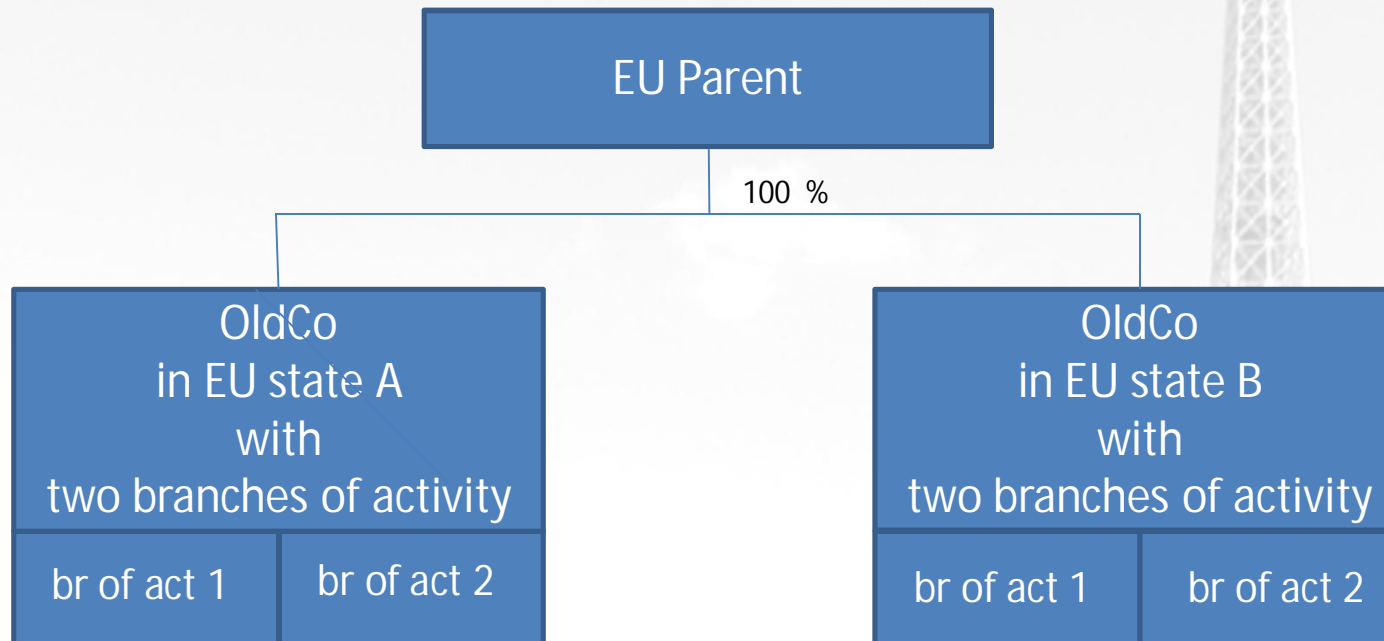 EU Parent
100 %
OldCo
in EU state A
with
two branches of activity
br of act 1
br of act 2
OldCo
in EU state B
with
two branches of activity
br of act 1
br of act 2